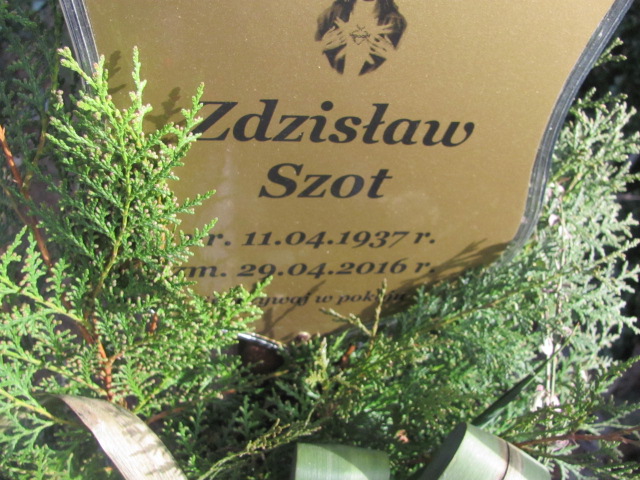 Zdzisław
Szot
r. 11.04.1937 r.
m. 29.04.2016 r.
w